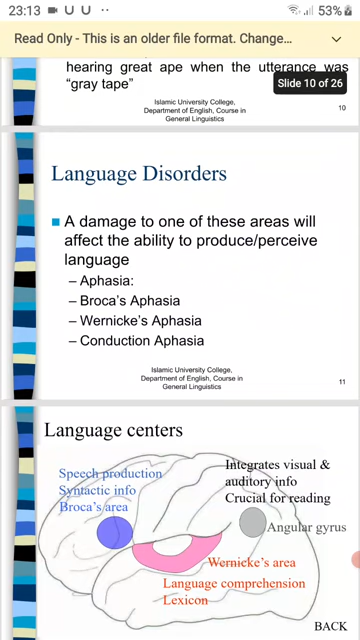 23:13
53%
Read Only - This is an older file format. Change...
hearing great ape when the utterance was
"gray tape"
Slide 10 of 26
Islamic University College,
Department of English, Course in
General Linguistics
10
Language Disorders
A damage to one of these areas will
affect the ability to produce/perceive
language
– Aphasia:
– Broca's Aphasia
– Wernicke's Aphasia
– Conduction Aphasia
Islamic University College,
Department of English, Course in
General Linguistics
11
Language centers
Speech production
Syntactic info
Broca's area
Integrates visual &
auditory info
Crucial for reading
Angular gyrus
Wernicke's area
Language comprehension
Lexicon
BACK